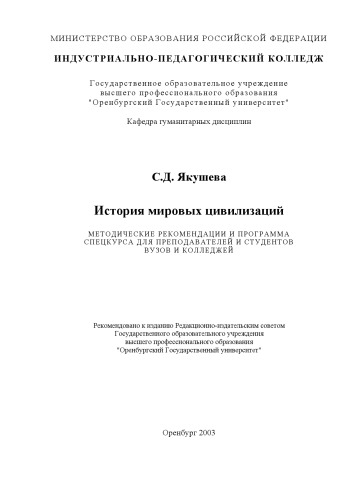 МИНИСТЕРСТВО ОБРАЗОВАНИЯ РОССИЙСКОЙ ФЕДЕРАЦИИ
ИНДУСТРИАЛЬНО-ПЕДАГОГИЧЕСКИЙ КОЛЛЕДЖ
Государственное образовательное учреждение
высшего профессионального образования
"Оренбургский Государственный университет"
Кафедра гуманитарных дисциплин
С.Д. Якушева
История мировых цивилизаций
МЕТОДИЧЕСКИЕ РЕКОМЕНДАЦИИ И ПРОГРАММА
СПЕЦКУРСА ДЛЯ ПРЕПОДАВАТЕЛЕЙ И СТУДЕНТОВ
ВУЗОВ И КОЛЛЕДЖЕЙ
Рекомендовано к изданию Редакционно-издательским советом
Государственного образовательного учреждения
высшего профессионального образования
"Оренбургский Государственный университет"
Оренбург 2003